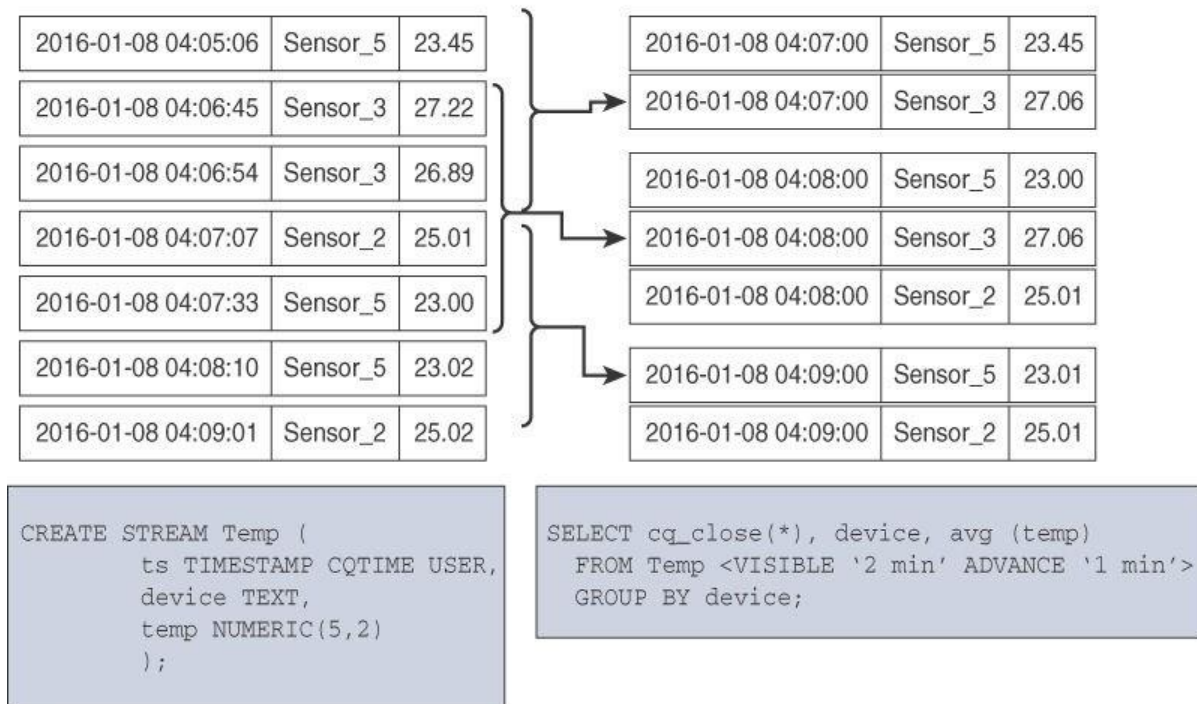 2016-01-08 04:05:06 Sensor_5 23.45
2016-01-08 04:06:45 Sensor_3 27.22
2016-01-08 04:06:54 Sensor_3 26.89
2016-01-08 04:07:07 Sensor_2 25.01
2016-01-08 04:07:33 Sensor_5 23.00
2016-01-08 04:08:10 Sensor_5 23.02
2016-01-08 04:09:01 Sensor_2 25.02
2016-01-08 04:07:00 Sensor_5 23.45
2016-01-08 04:07:00 Sensor_3 27.06
2016-01-08 04:08:00 Sensor_5 23.00
2016-01-08 04:08:00 Sensor_3 27.06
2016-01-08 04:08:00 Sensor_2 25.01
2016-01-08 04:09:00 Sensor_5 23.01
2016-01-08 04:09:00 Sensor_2 25.01
CREATE STREAM Temp (
ts TIMESTAMP CQTIME USER,
device TEXT,
temp NUMERIC(5,2)
);
SELECT cq_close(*), device, avg (temp)
FROM Temp <VISIBLE ‘2 min’ ADVANCE ‘1 min’>
GROUP BY device;